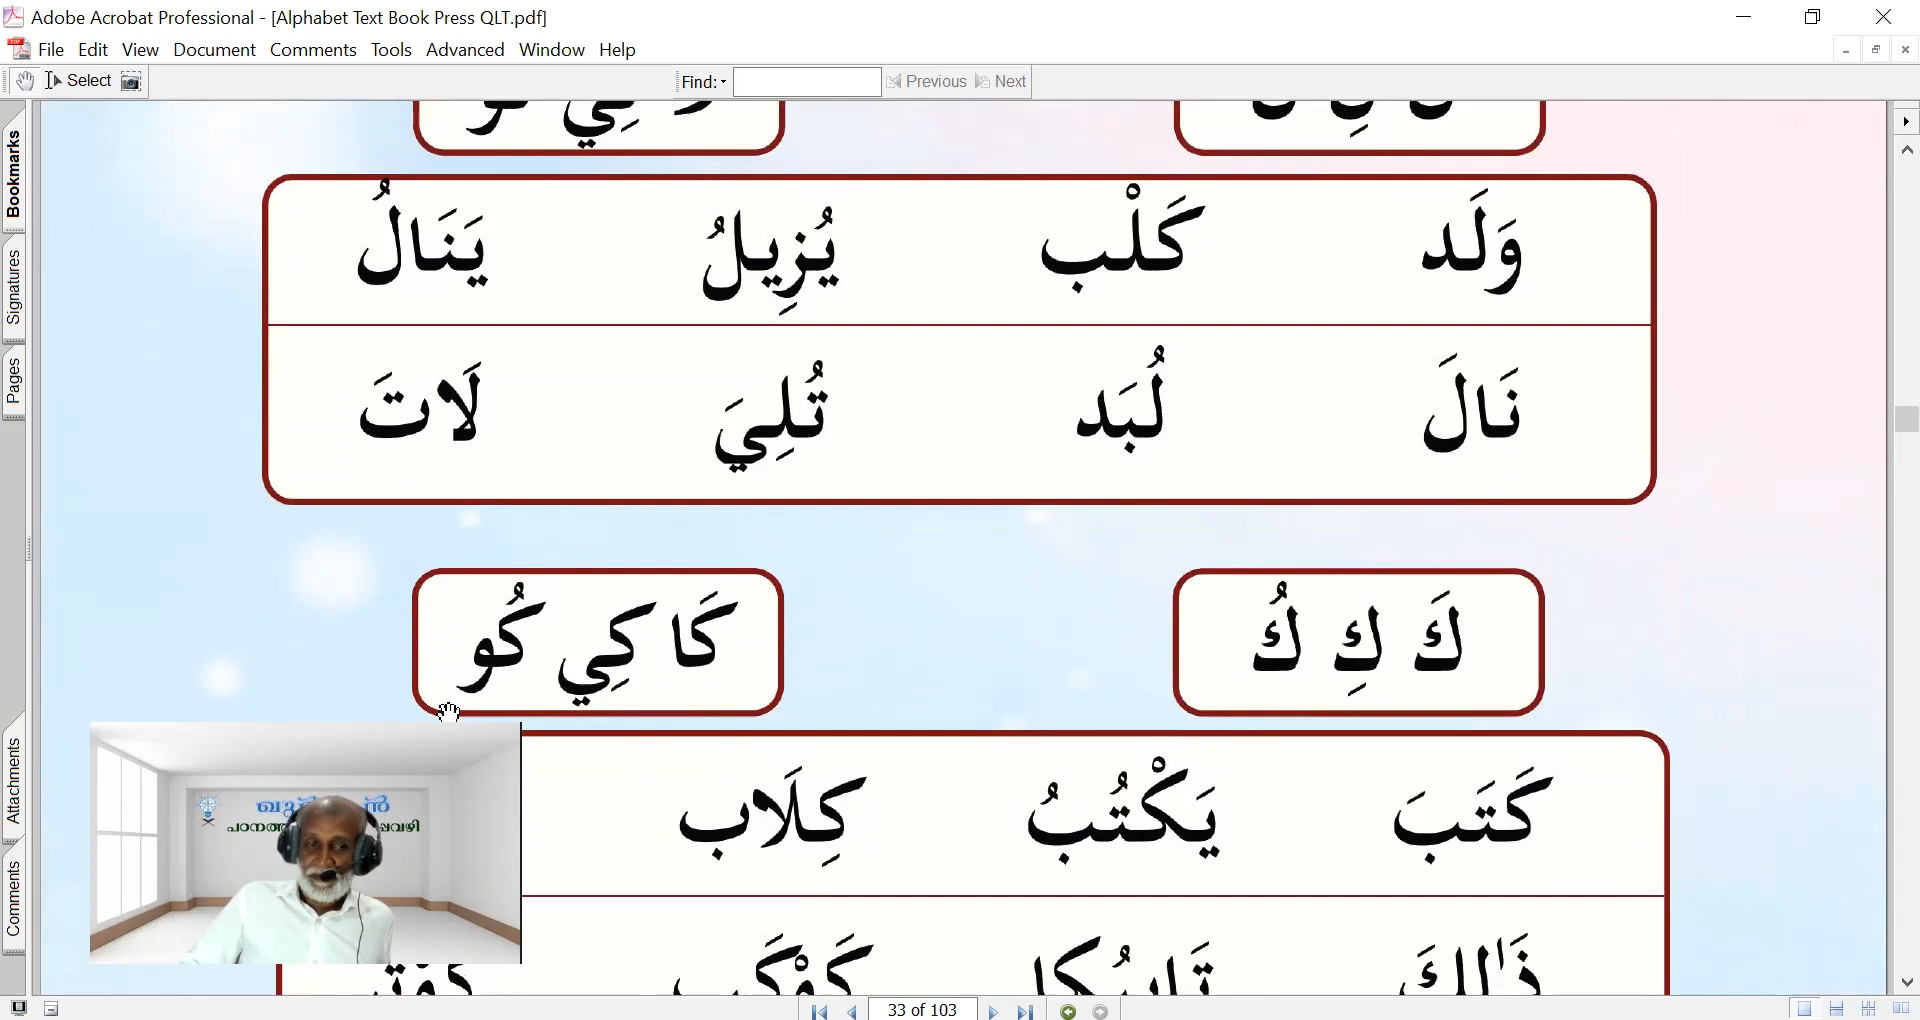 Adobe Acrobat Professional - [Alphabet Text Book Press QLT.pdf]
File Edit View Document Comments Tools Advanced Window Help
Select Find: Previous Next
Bookmarks
Signatures
Pages
Attachments
Comments
وَلَد كَلْب يُزِيلُ يَنَالُ
نَالَ لُبَد تُلِيَ لَاتَ
كَ كِ كُ كَا كِي كُو
كَتَبَ يَكْتُبُ كِلَاب
ذَٰلِكَ كَوْكَب
33 of 103